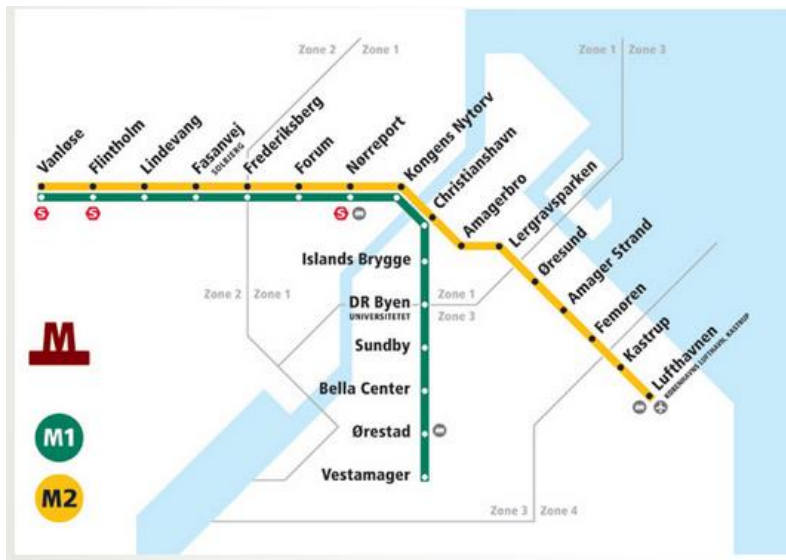 Zone 2
Zone 1
Zone 1
Zone 3
Vanløse
Flintholm
Lindevang
Fasanvej
SOLBJERG
Frederiksberg
Forum
Nørreport
Kongens Nytorv
Christianshavn
Amagerbro
Lergravsparken
Øresund
Amager Strand
Femøren
Kastrup
Lufthavnen
KØBENHAVNS LUFTHAVN, KASTRUP
S
S
S
Islands Brygge
Zone 2
Zone 1
DR Byen
UNIVERSITETET
Zone 1
Zone 3
Sundby
Bella Center
Ørestad
Vestamager
M
M1
M2
Zone 3
Zone 4